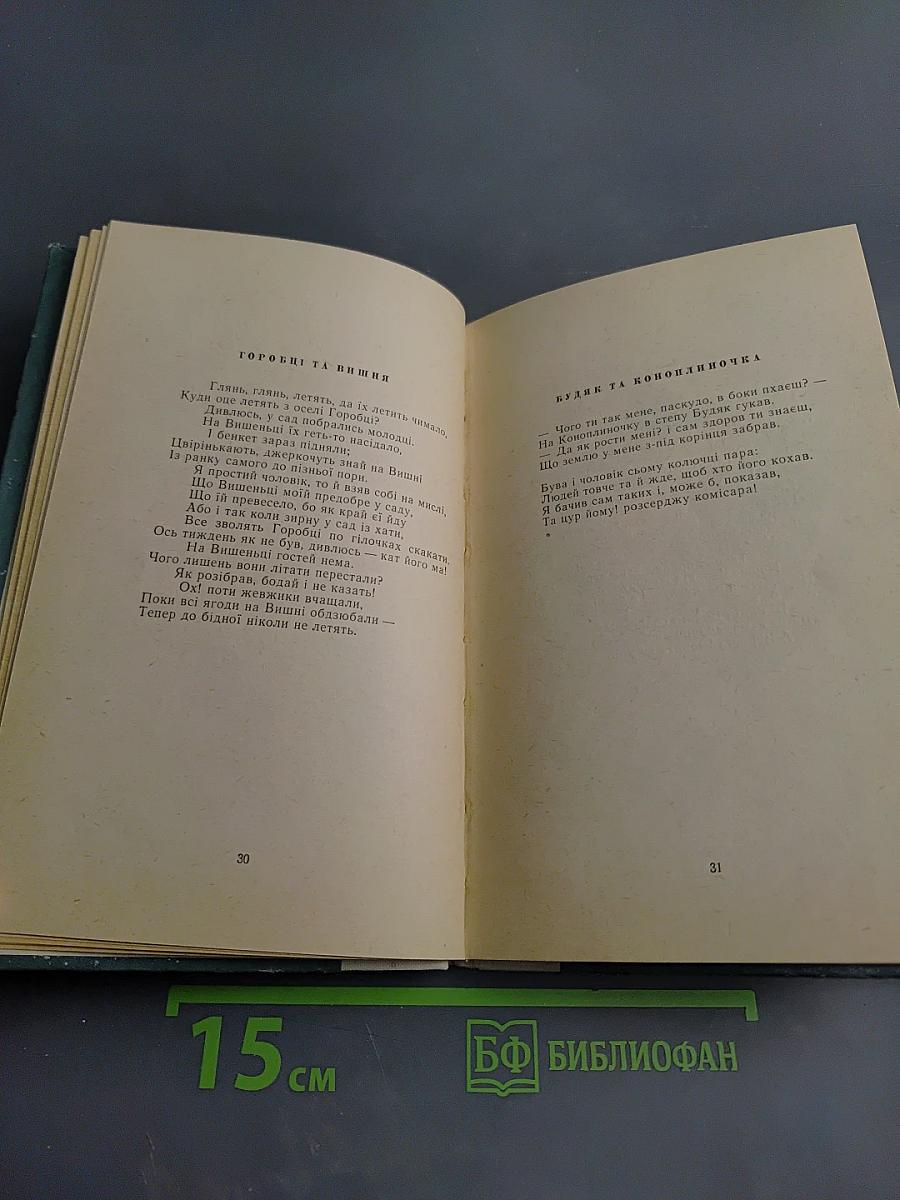 ГОРОБЦІ ТА ВИШНЯ
Глянь, глянь, летять, да їх летить чимало,
Куди оце летять з оселі Горобці?
Дивлюсь, у сад побрались молодці.
На Вишеньці їх геть-то насідало,
І бенкет зараз підняли;
Цвірінькають, джеркочуть знай на Вишні
Із ранку самого до пізньої пори.
Я простий чоловік, то й взяв собі на мислі,
Що Вишеньці моїй предобре у саду,
Що їй превесело, бо як край єї йду
Або і так коли зирну у сад із хати,
Все зволять Горобці по гілочках скакати.
Ось тиждень як не був, дивлюсь — кат його ма!
На Вишеньці гостей нема.
Чого лишень вони літати перестали?
Як розібрав, бодай і не казать!
Ох! поти жевжики вчащали,
Поки всі ягоди на Вишні обдзюбали —
Тепер до бідної ніколи не летять.
30
БУДЯК ТА КОНОПЛИНОЧКА
— Чого ти так мене, паскудо, в боки пхаєш? —
На Коноплиночку в степу Будяк гукав.
— Да як рости мені? і сам здоров ти знаєш,
Що землю у мене з-під корінця забрав.
Бува і чоловік сьому колючці пара:
Людей товче та й жде, щоб хто його кохав.
Я бачив сам таких і, може б, показав,
Та цур йому! розсерджу комісара!
*
31
15 см
БФ БИБЛИОФАН